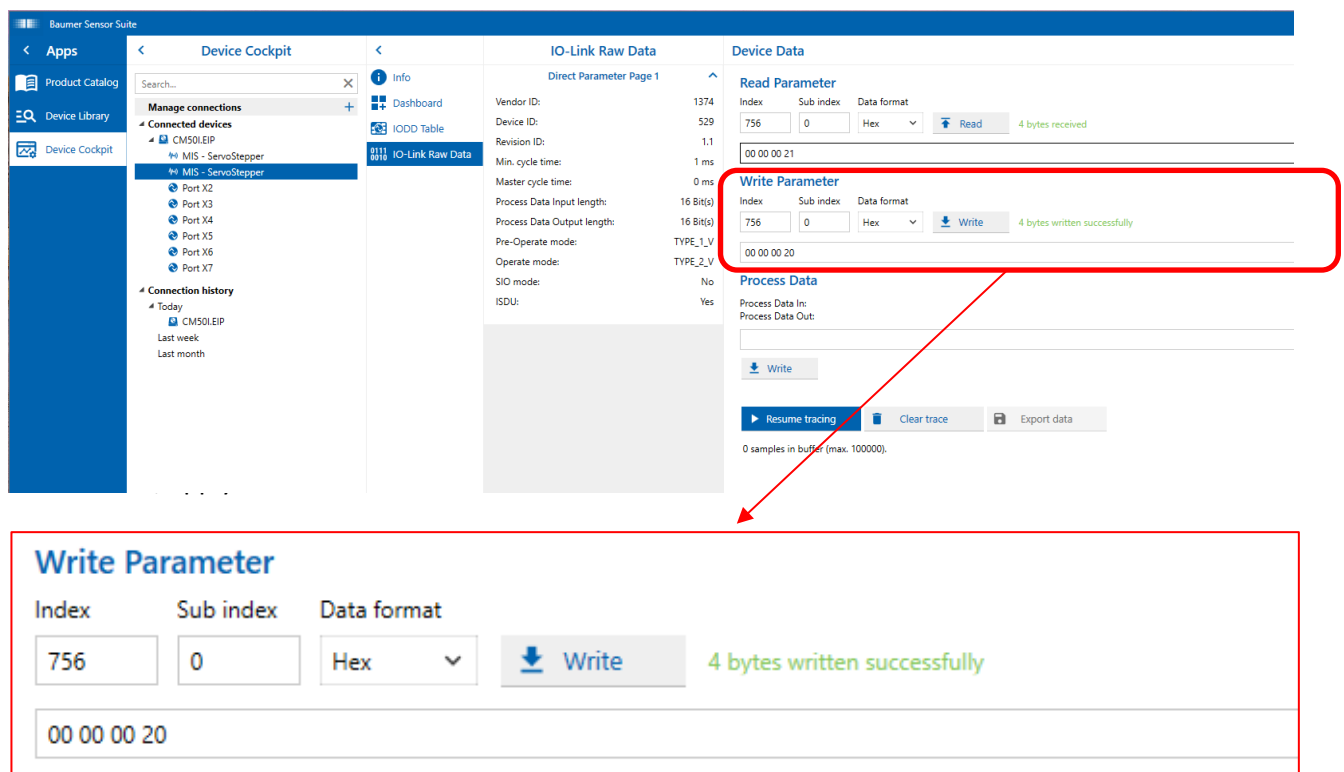 Baumer Sensor Suite
Apps
Product Catalog
Device Library
Device Cockpit
Device Cockpit
Search...
Manage connections +
Connected devices
CM50I.EIP
MIS - ServoStepper
MIS - ServoStepper
Port X2
Port X3
Port X4
Port X5
Port X6
Port X7
Connection history
Today
CM50I.EIP
Last week
Last month
Info
Dashboard
IODD Table
IO-Link Raw Data
IO-Link Raw Data
Direct Parameter Page 1
Vendor ID: 1374
Device ID: 529
Revision ID: 1.1
Min. cycle time: 1 ms
Master cycle time: 0 ms
Process Data Input length: 16 Bit(s)
Process Data Output length: 16 Bit(s)
Pre-Operate mode: TYPE_1_V
Operate mode: TYPE_2_V
SIO mode: No
ISDU: Yes
Device Data
Read Parameter
Index Sub index Data format
756 0 Hex Read 4 bytes received
00 00 00 21
Write Parameter
Index Sub index Data format
756 0 Hex Write 4 bytes written successfully
00 00 00 20
Process Data
Process Data In:
Process Data Out:
Write
Resume tracing Clear trace Export data
0 samples in buffer (max. 100000).
Write Parameter
Index Sub index Data format
756 0 Hex Write 4 bytes written successfully
00 00 00 20